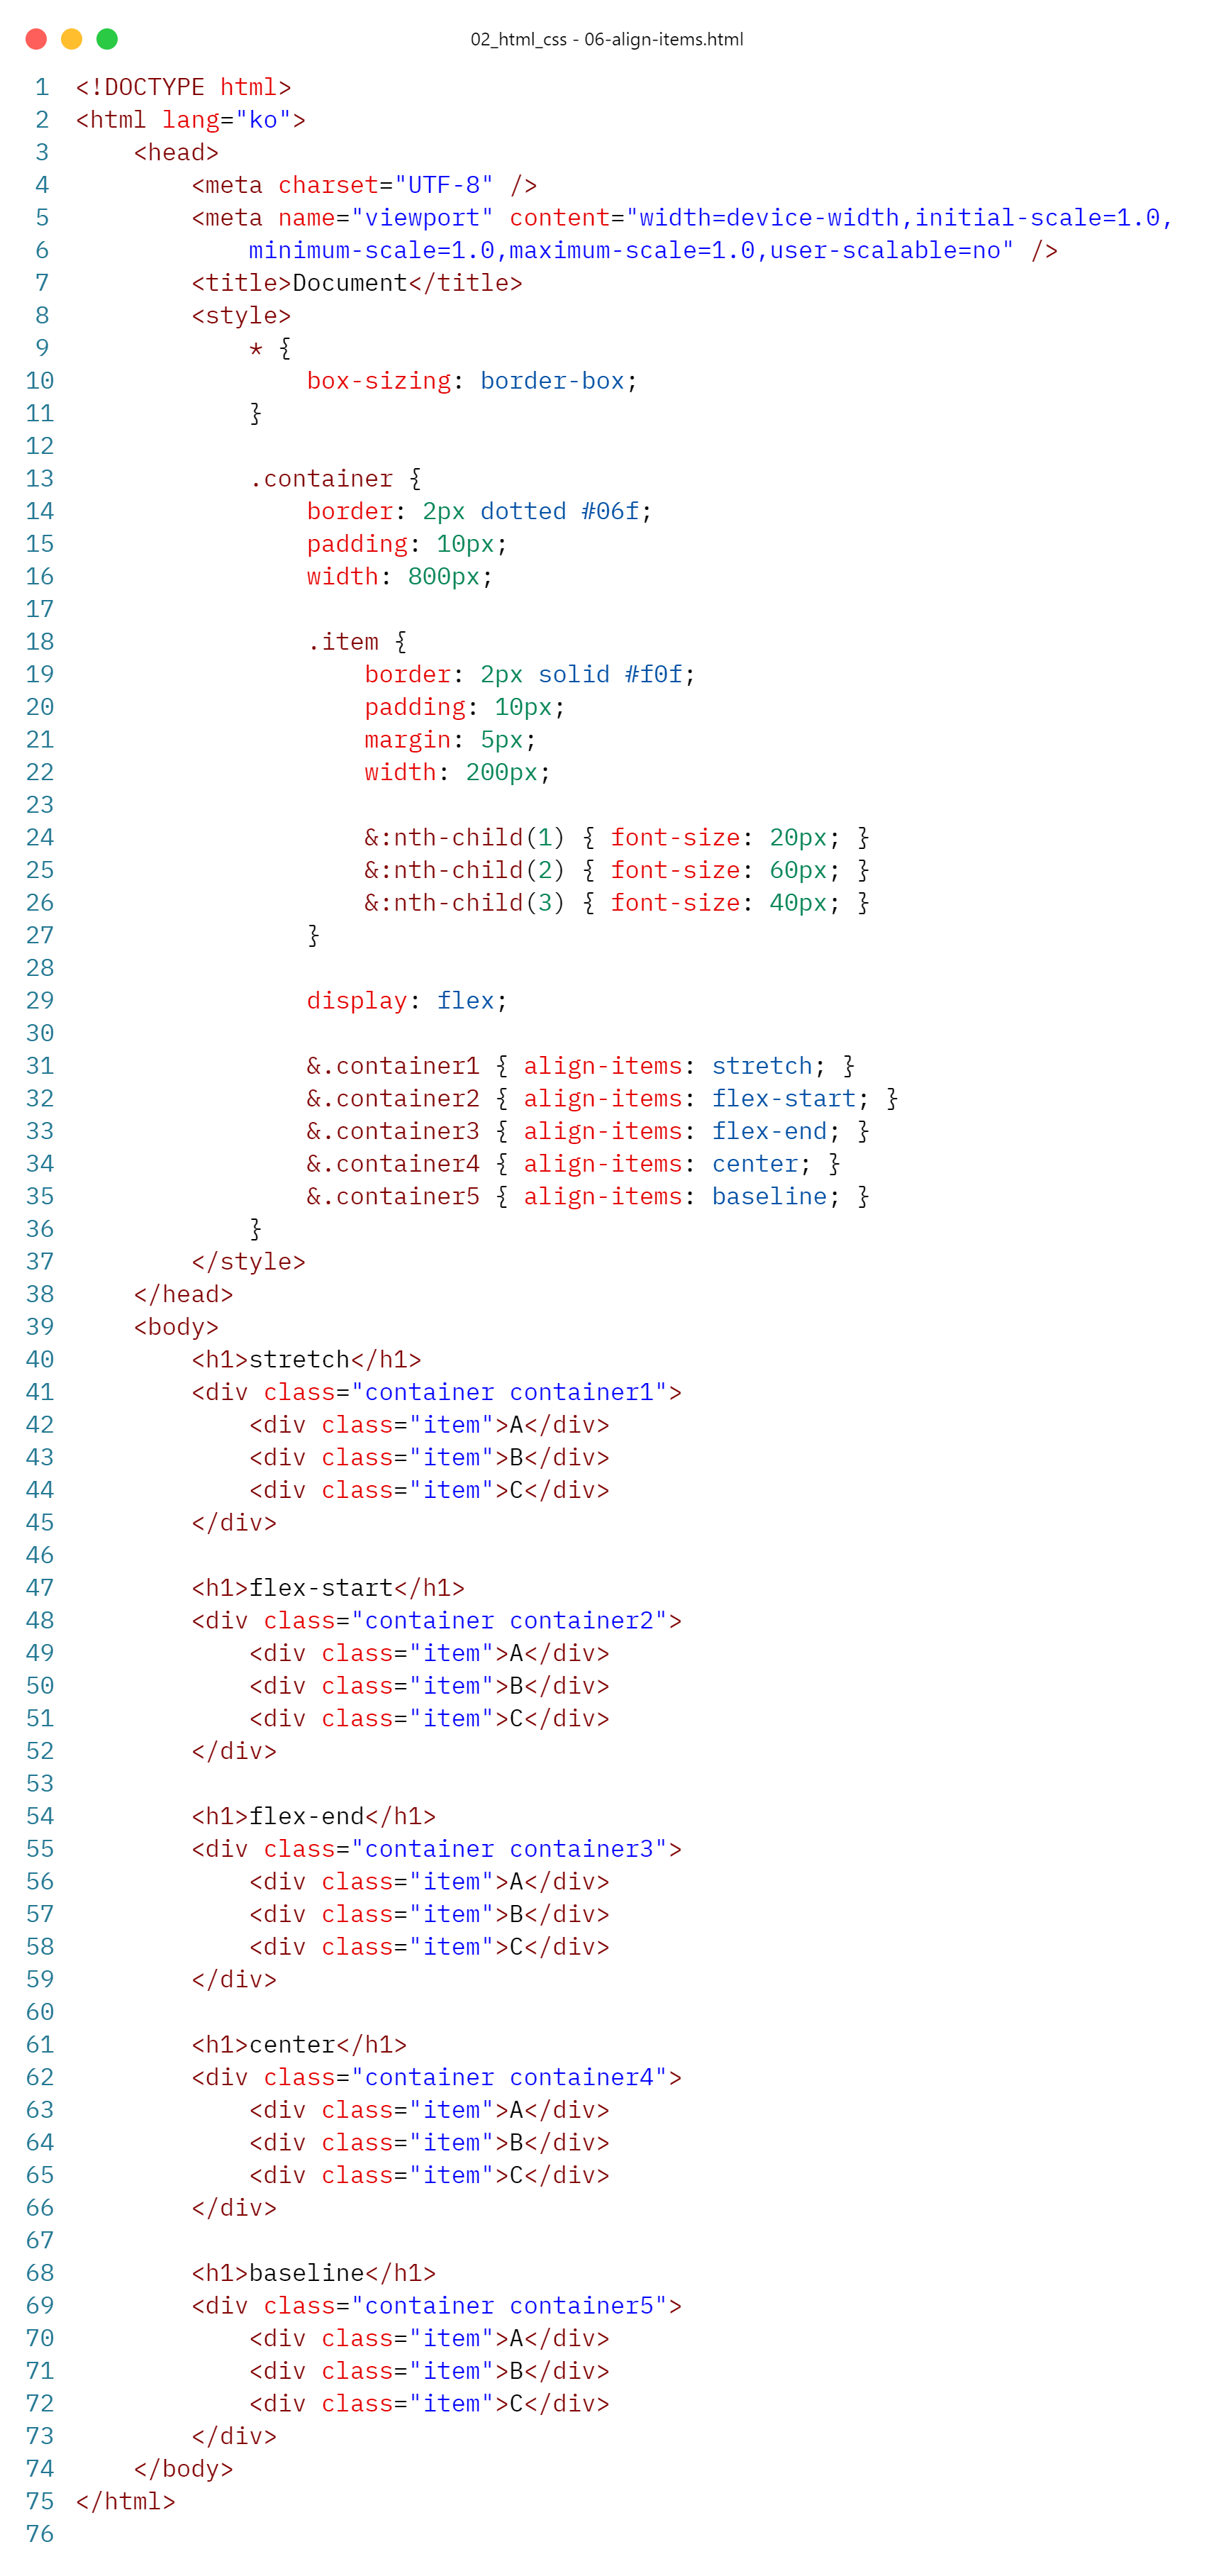 02_html_css - 06-align-items.html
1 <!DOCTYPE html>
2 <html lang="ko">
3     <head>
4         <meta charset="UTF-8" />
5         <meta name="viewport" content="width=device-width,initial-scale=1.0,
6             minimum-scale=1.0,maximum-scale=1.0,user-scalable=no" />
7         <title>Document</title>
8         <style>
9             * {
10                 box-sizing: border-box;
11             }
12
13             .container {
14                 border: 2px dotted #06f;
15                 padding: 10px;
16                 width: 800px;
17
18                 .item {
19                     border: 2px solid #f0f;
20                     padding: 10px;
21                     margin: 5px;
22                     width: 200px;
23
24                     &:nth-child(1) { font-size: 20px; }
25                     &:nth-child(2) { font-size: 60px; }
26                     &:nth-child(3) { font-size: 40px; }
27                 }
28
29                 display: flex;
30
31                 &.container1 { align-items: stretch; }
32                 &.container2 { align-items: flex-start; }
33                 &.container3 { align-items: flex-end; }
34                 &.container4 { align-items: center; }
35                 &.container5 { align-items: baseline; }
36             }
37         </style>
38     </head>
39     <body>
40         <h1>stretch</h1>
41         <div class="container container1">
42             <div class="item">A</div>
43             <div class="item">B</div>
44             <div class="item">C</div>
45         </div>
46
47         <h1>flex-start</h1>
48         <div class="container container2">
49             <div class="item">A</div>
50             <div class="item">B</div>
51             <div class="item">C</div>
52         </div>
53
54         <h1>flex-end</h1>
55         <div class="container container3">
56             <div class="item">A</div>
57             <div class="item">B</div>
58             <div class="item">C</div>
59         </div>
60
61         <h1>center</h1>
62         <div class="container container4">
63             <div class="item">A</div>
64             <div class="item">B</div>
65             <div class="item">C</div>
66         </div>
67
68         <h1>baseline</h1>
69         <div class="container container5">
70             <div class="item">A</div>
71             <div class="item">B</div>
72             <div class="item">C</div>
73         </div>
74     </body>
75 </html>
76